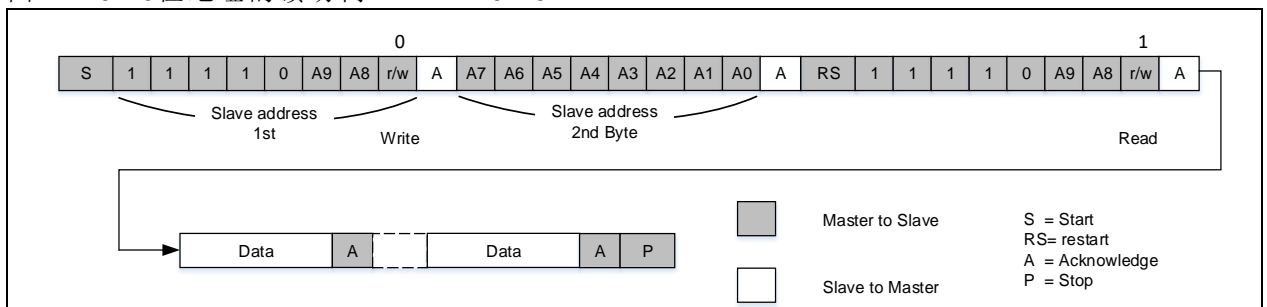 0 1
S 1 1 1 1 0 A9 A8 r/w A A7 A6 A5 A4 A3 A2 A1 A0 A RS 1 1 1 1 0 A9 A8 r/w A
Slave address
1st
Write
Slave address
2nd Byte
Read
Data A Data A P
Master to Slave
Slave to Master
S = Start
RS= restart
A = Acknowledge
P = Stop